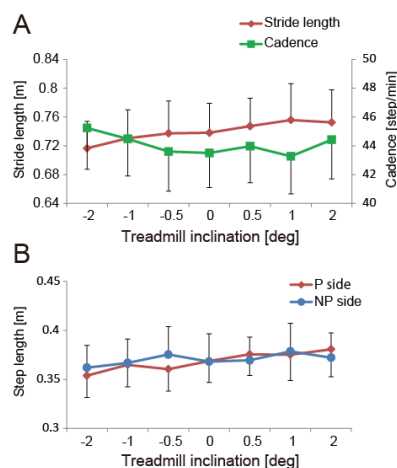 A
Stride length
Cadence
0.84
0.80
0.76
0.72
0.68
0.64
Stride length [m]
50
48
46
44
42
40
Cadence [step/min]
-2 -1 -0.5 0 0.5 1 2
Treadmill inclination [deg]
B
P side
NP side
0.45
0.4
0.35
0.3
Step length [m]
-2 -1 -0.5 0 0.5 1 2
Treadmill inclination [deg]